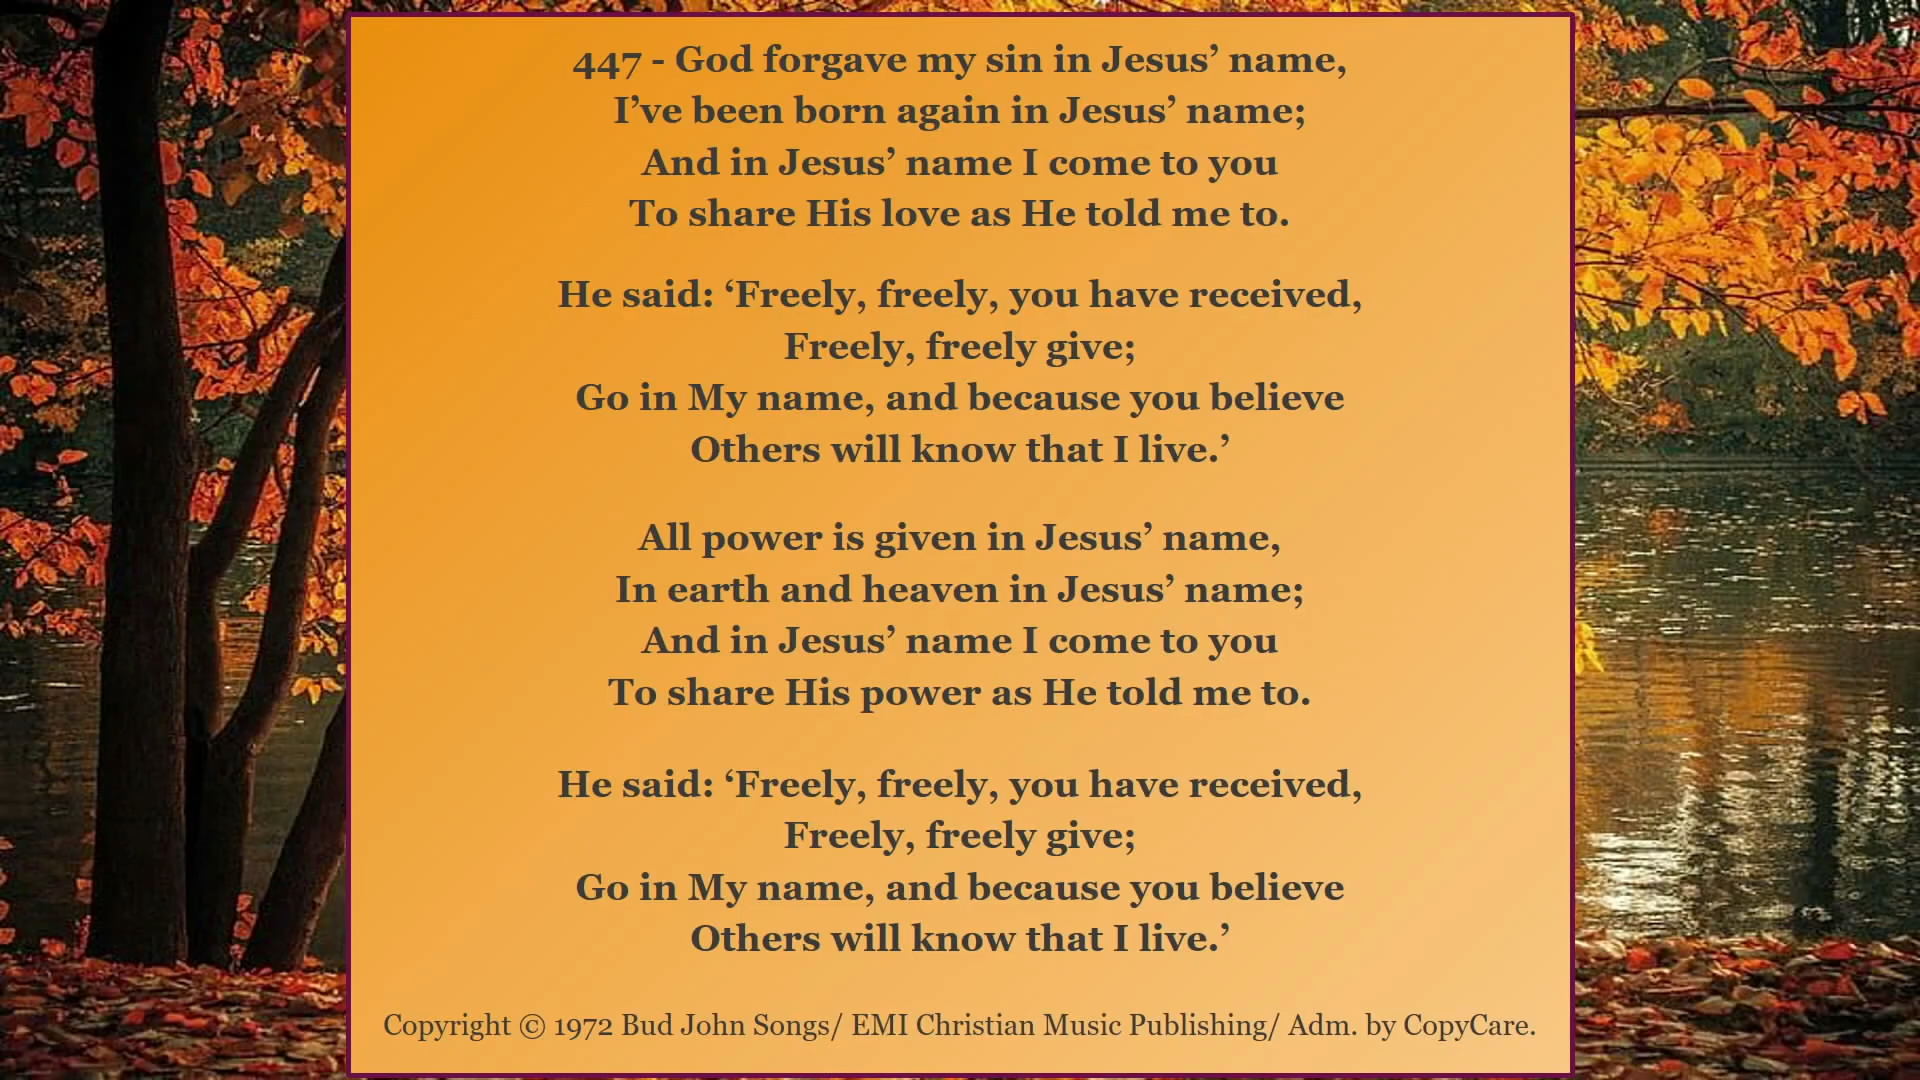 447 - God forgave my sin in Jesus’ name,
I’ve been born again in Jesus’ name;
And in Jesus’ name I come to you
To share His love as He told me to.
He said: ‘Freely, freely, you have received,
Freely, freely give;
Go in My name, and because you believe
Others will know that I live.’
All power is given in Jesus’ name,
In earth and heaven in Jesus’ name;
And in Jesus’ name I come to you
To share His power as He told me to.
He said: ‘Freely, freely, you have received,
Freely, freely give;
Go in My name, and because you believe
Others will know that I live.’
Copyright © 1972 Bud John Songs/ EMI Christian Music Publishing/ Adm. by CopyCare.